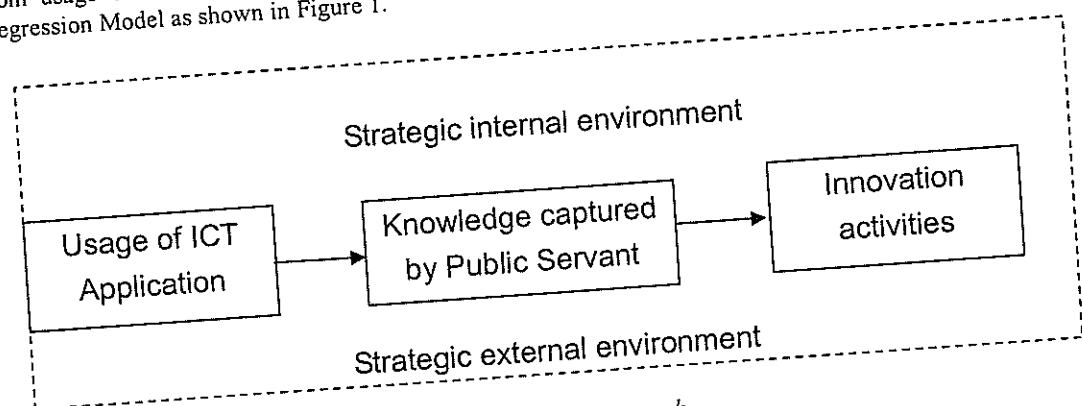 usage
egression Model as shown in Figure 1.
Strategic internal environment
Usage of ICT
Application
Knowledge captured
by Public Servant
Innovation
activities
Strategic external environment